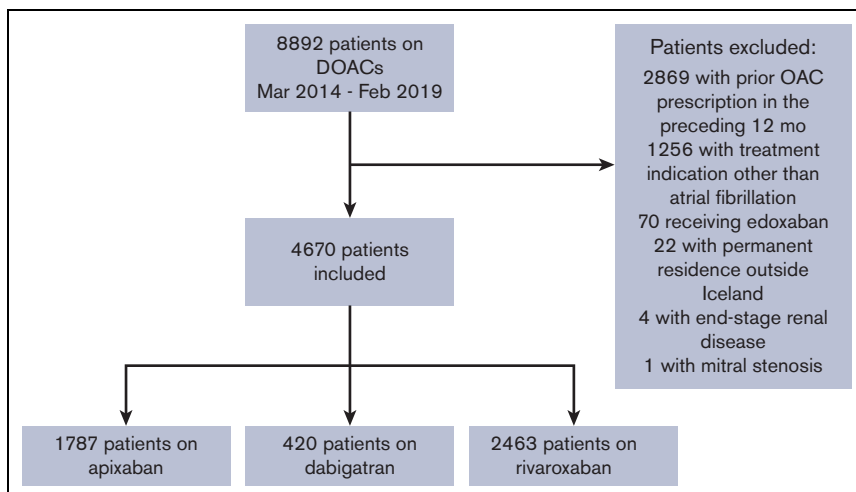 8892 patients on
DOACs
Mar 2014 - Feb 2019
Patients excluded:
2869 with prior OAC
prescription in the
preceding 12 mo
1256 with treatment
indication other than
atrial fibrillation
70 receiving edoxaban
22 with permanent
residence outside
Iceland
4 with end-stage renal
disease
1 with mitral stenosis
4670 patients
included
1787 patients on
apixaban
420 patients on
dabigatran
2463 patients on
rivaroxaban